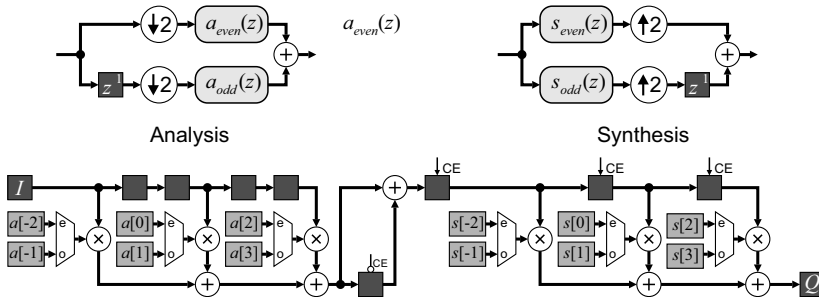 ↓2 a_even(z) + a_even(z) s_even(z) ↑2 +
z^1 ↓2 a_odd(z) s_odd(z) ↑2 z^1
Analysis Synthesis
CE CE CE
I +
a[-2] e a[0] e a[2] e s[-2] e s[0] e s[2] e
× × × × × ×
a[-1] o a[1] o a[3] o CE s[-1] o s[1] o s[3] o
+ + + + Q